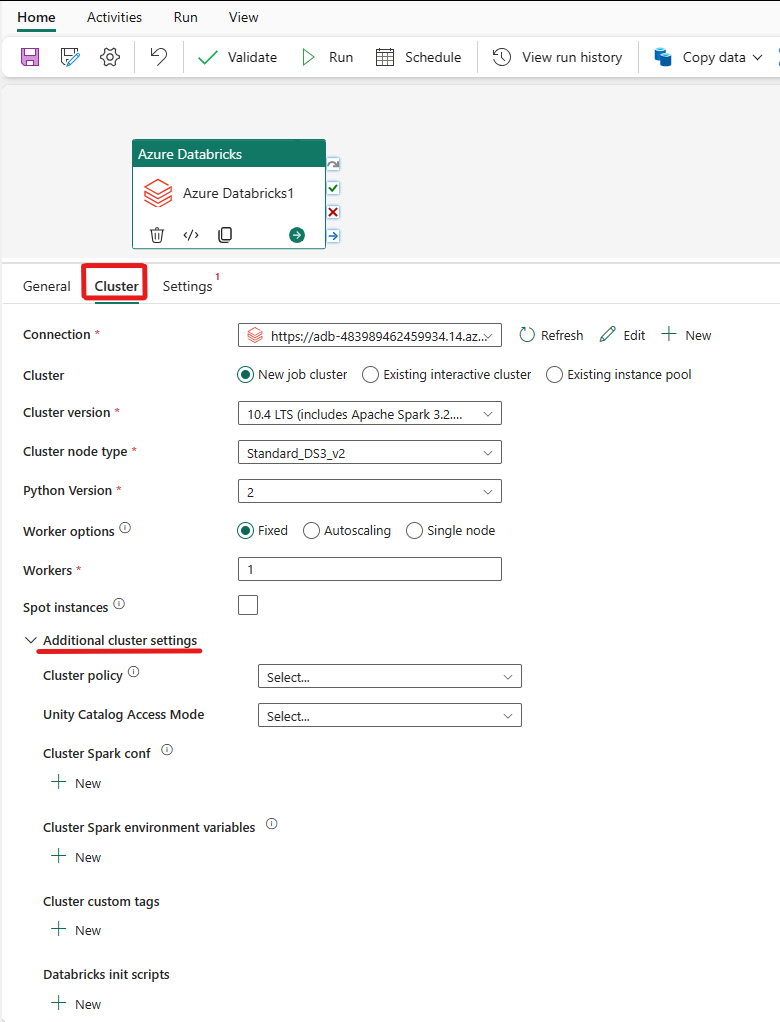 Home Activities Run View
Validate Run Schedule View run history Copy data
Azure Databricks
Azure Databricks1
General Cluster Settings 1
Connection * https://adb-483989462459934.14.az... Refresh Edit New
Cluster New job cluster Existing interactive cluster Existing instance pool
Cluster version * 10.4 LTS (includes Apache Spark 3.2....
Cluster node type * Standard_DS3_v2
Python Version * 2
Worker options Fixed Autoscaling Single node
Workers * 1
Spot instances
Additional cluster settings
Cluster policy Select...
Unity Catalog Access Mode Select...
Cluster Spark conf
New
Cluster Spark environment variables
New
Cluster custom tags
New
Databricks init scripts
New